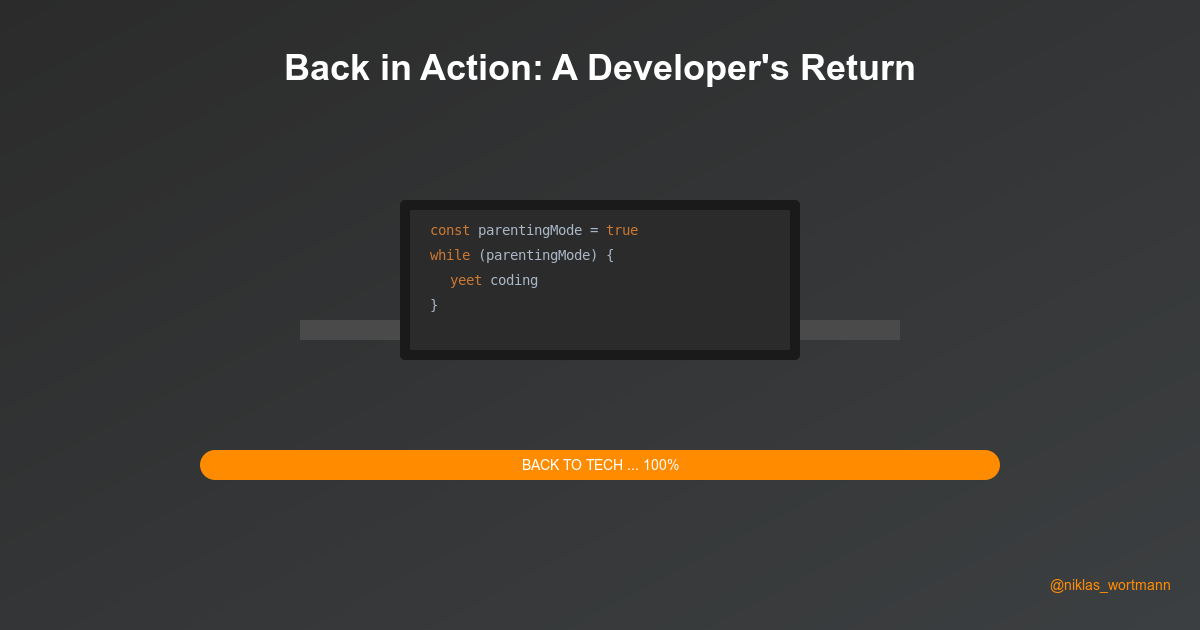 Back in Action: A Developer's Return
const parentingMode = true
while (parentingMode) {
yeet coding
}
BACK TO TECH ... 100%
@niklas_wortmann